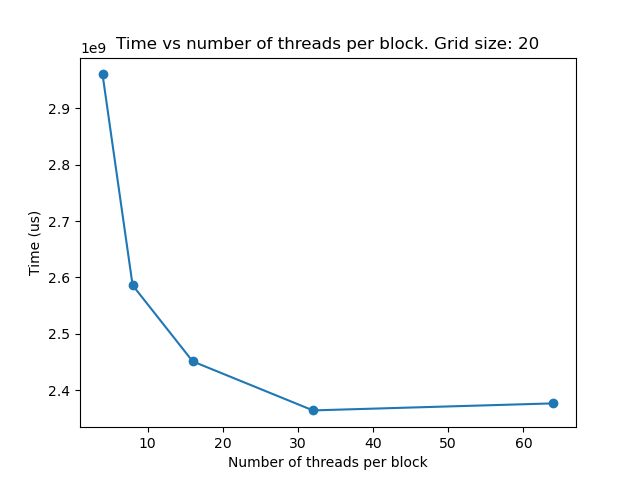 Time vs number of threads per block. Grid size: 20
1e9
2.9
2.8
2.7
2.6
2.5
2.4
Time (us)
10 20 30 40 50 60
Number of threads per block